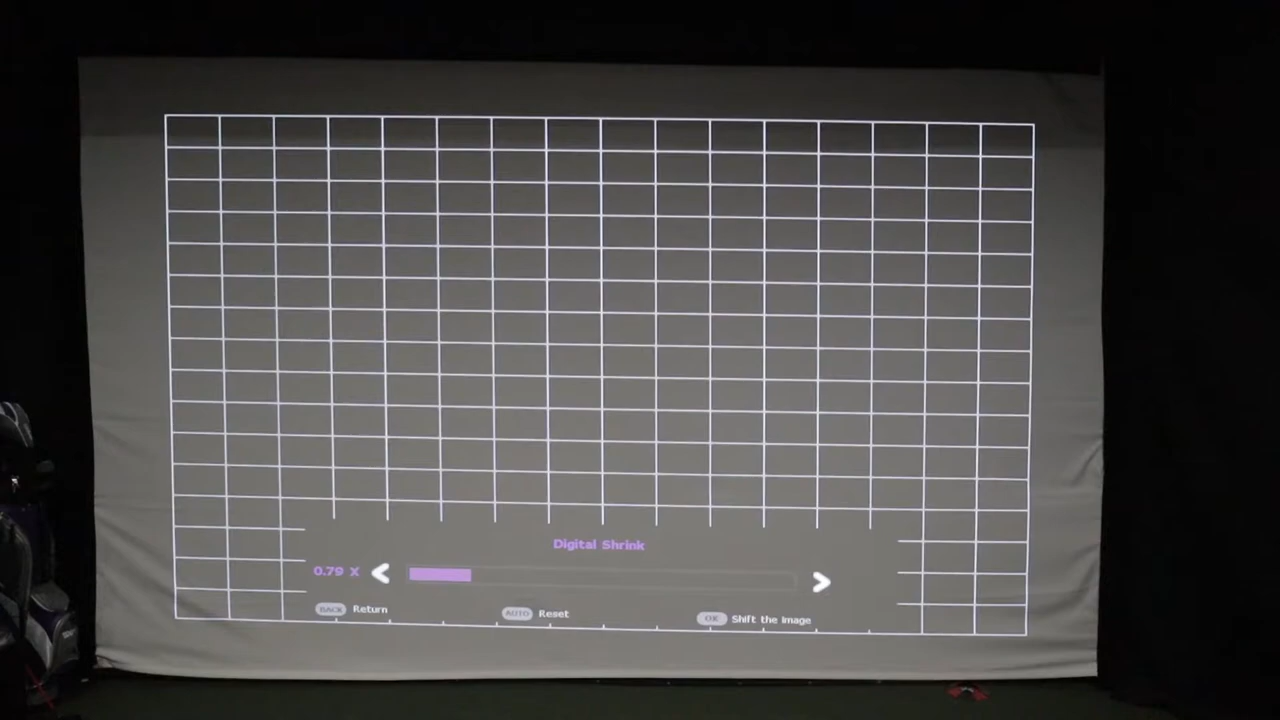 Digital Shrink
0.79 X
BACK Return AUTO Reset OK Shift the image